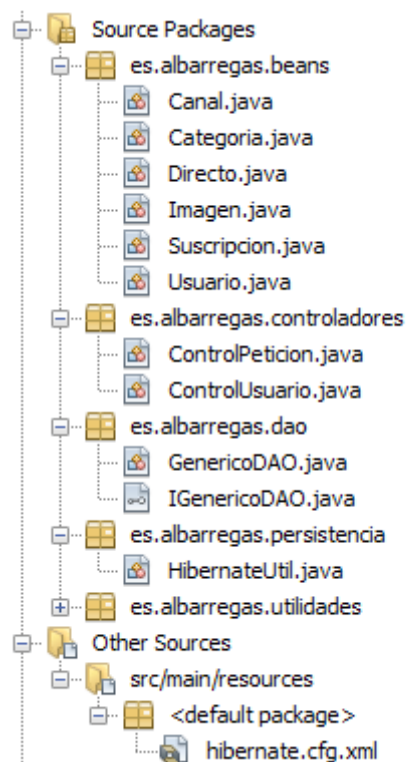 Source Packages
es.albarregas.beans
Canal.java
Categoria.java
Directo.java
Imagen.java
Suscripcion.java
Usuario.java
es.albarregas.controladores
ControlPeticion.java
ControlUsuario.java
es.albarregas.dao
GenericoDAO.java
IGenericoDAO.java
es.albarregas.persistencia
HibernateUtil.java
es.albarregas.utilidades
Other Sources
src/main/resources
<default package>
hibernate.cfg.xml